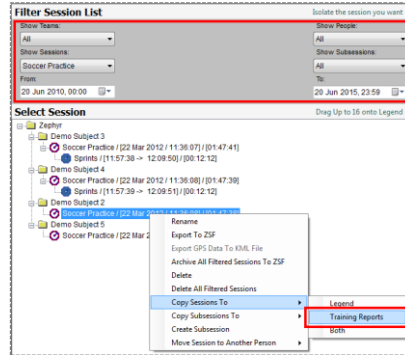 Filter Session List Isolate the session you want
Show Teams: Show People:
All All
Show Sessions: Show Subsessions:
Soccer Practice All
From: To:
20 Jun 2010, 00:00 20 Jun 2015, 23:59
Select Session Drag Up to 16 onto Legend
Zephyr
Demo Subject 3
Soccer Practice / [22 Mar 2012 / 11:36:07] / [01:47:41]
Sprints / [11:57:38 -> 12:09:50] / [00:12:12]
Demo Subject 4
Soccer Practice / [22 Mar 2012 / 11:36:08] / [01:47:39]
Sprints / [11:57:39 -> 12:09:51] / [00:12:12]
Demo Subject 2
Soccer Practice / [22 Mar 2012 / 11:36:08] / [01:47:38]
Demo Subject 5
Soccer Practice / [22 Mar 2
Rename
Export To ZSF
Export GPS Data To KML File
Archive All Filtered Sessions To ZSF
Delete
Delete All Filtered Sessions
Copy Sessions To Legend
Copy Subsessions To Training Reports
Create Subsession Both
Move Session to Another Person